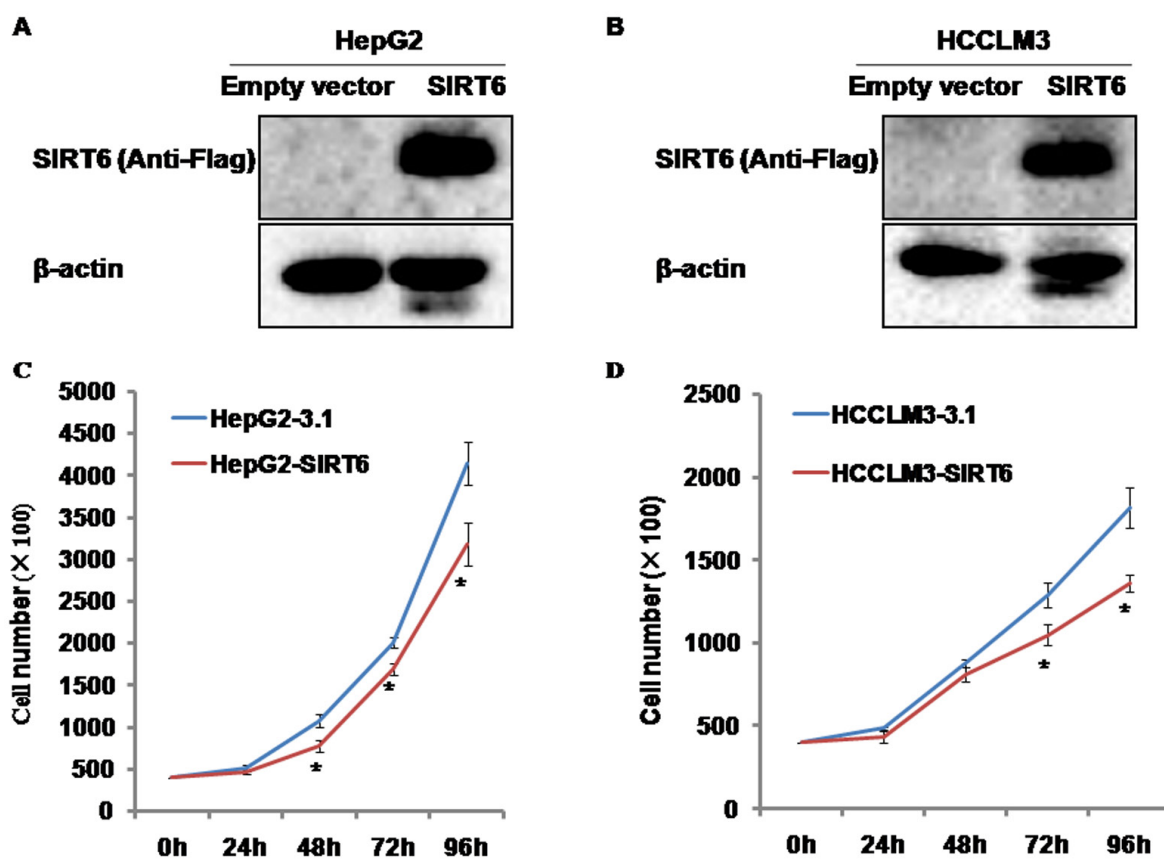 A
HepG2
Empty vector SIRT6
SIRT6 (Anti-Flag)
β-actin
B
HCCLM3
Empty vector SIRT6
SIRT6 (Anti-Flag)
β-actin
C
Cell number (×100)
5000
4500
4000
3500
3000
2500
2000
1500
1000
500
0
HepG2-3.1
HepG2-SIRT6
*
*
*
0h 24h 48h 72h 96h
D
Cell number (×100)
2500
2000
1500
1000
500
0
HCCLM3-3.1
HCCLM3-SIRT6
*
*
0h 24h 48h 72h 96h